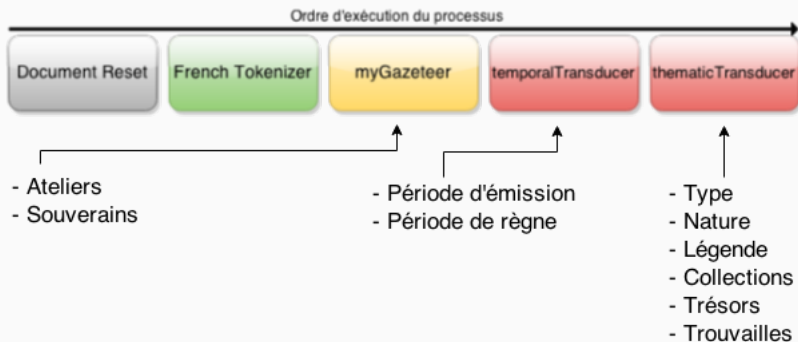 Ordre d'exécution du processus
Document Reset
French Tokenizer
myGazeteer
temporalTransducer
thematicTransducer
- Ateliers
- Souverains
- Période d'émission
- Période de règne
- Type
- Nature
- Légende
- Collections
- Trésors
- Trouvailles